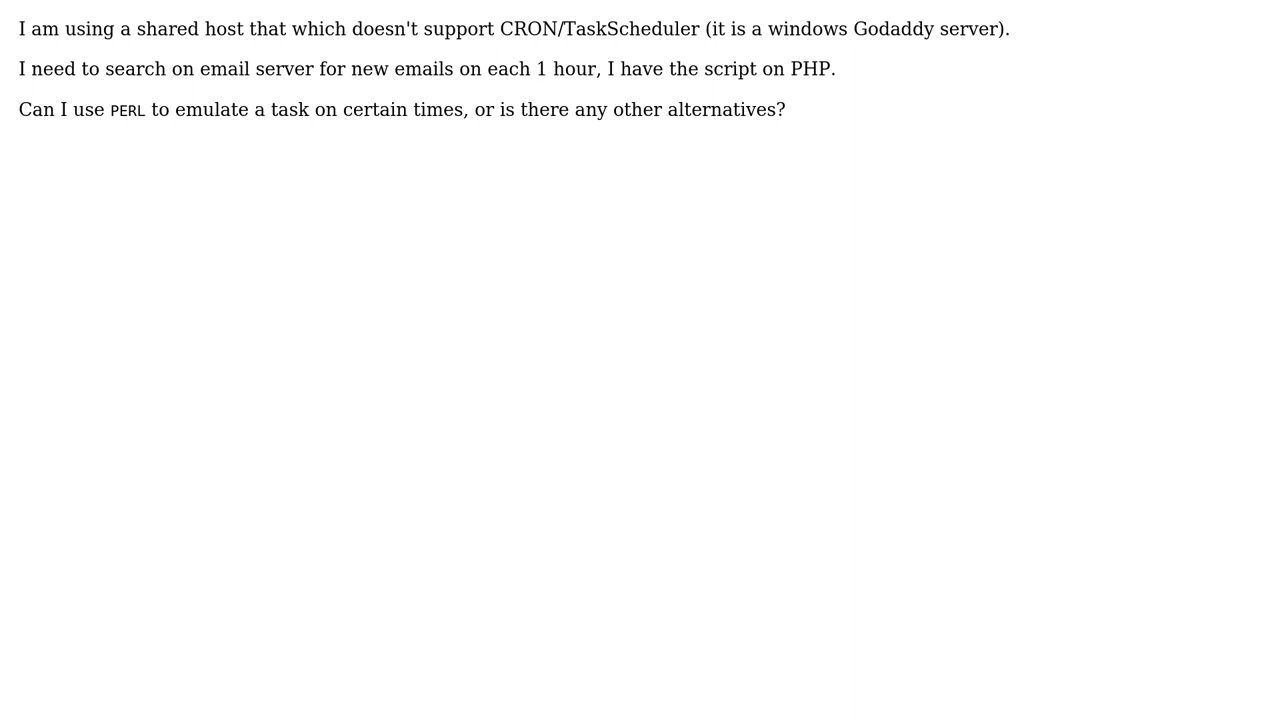 I am using a shared host that which doesn't support CRON/TaskScheduler (it is a windows Godaddy server).
I need to search on email server for new emails on each 1 hour, I have the script on PHP.
Can I use PERL to emulate a task on certain times, or is there any other alternatives?